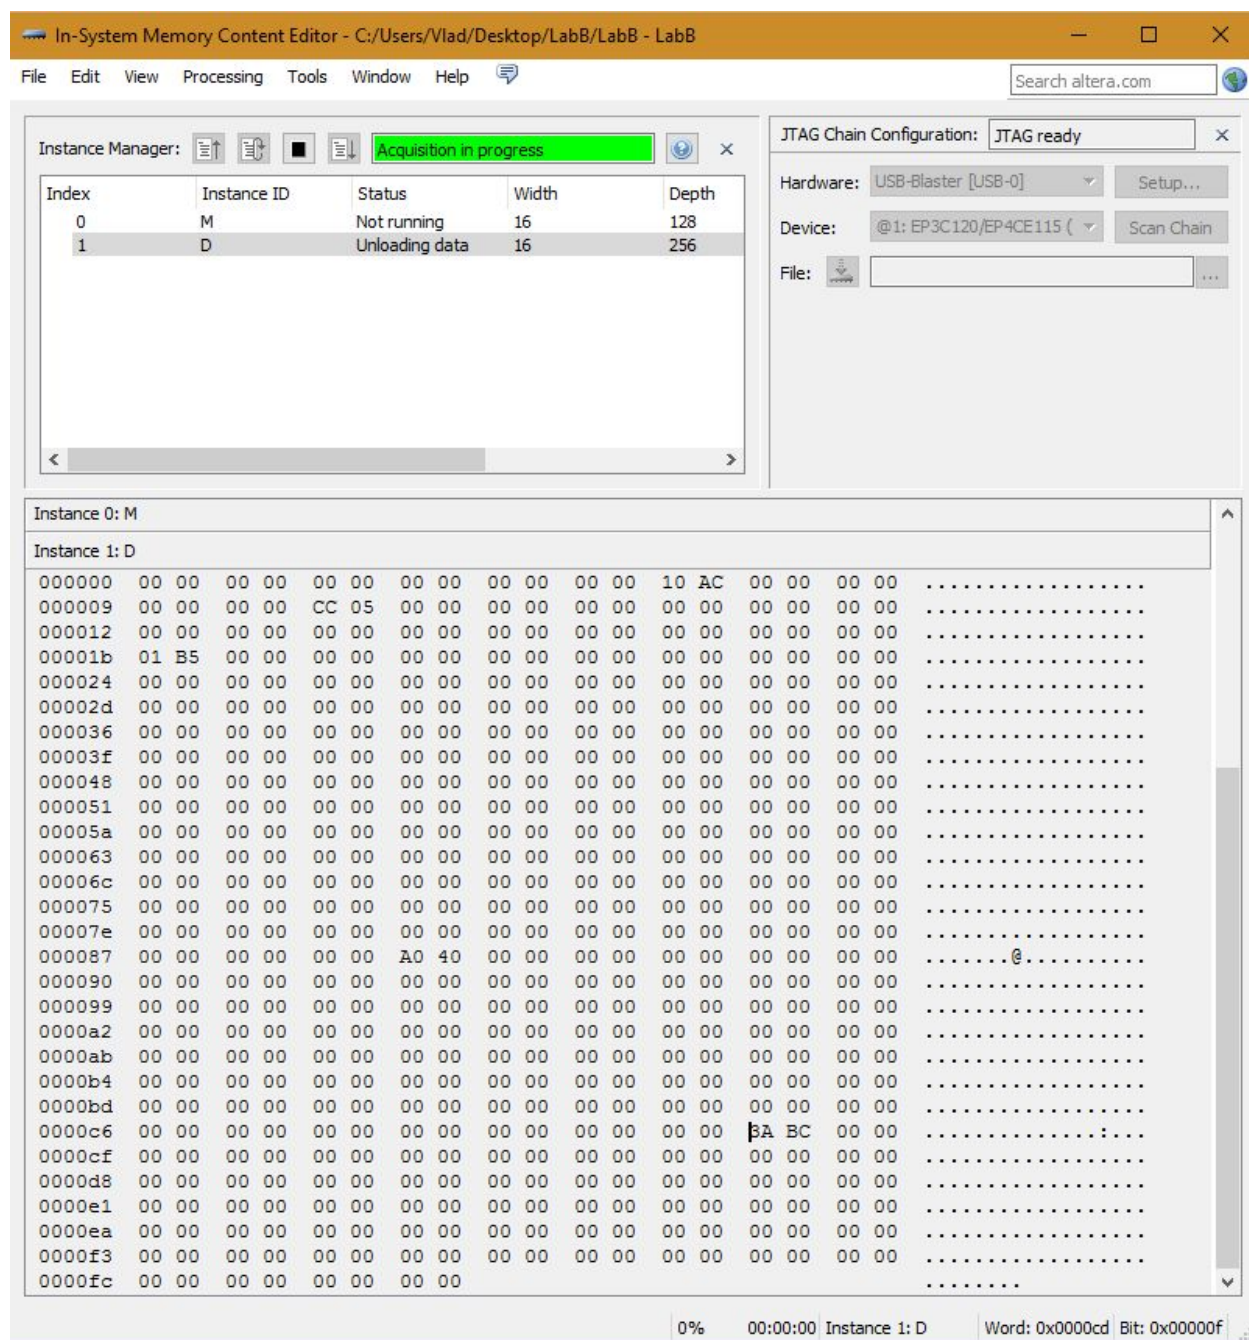 In-System Memory Content Editor - C:/Users/Vlad/Desktop/LabB/LabB - LabB
File Edit View Processing Tools Window Help Search altera.com
Instance Manager: Acquisition in progress
Index Instance ID Status Width Depth
0 M Not running 16 128
1 D Unloading data 16 256
JTAG Chain Configuration: JTAG ready
Hardware: USB-Blaster [USB-0] Setup...
Device: @1: EP3C120/EP4CE115 ( Scan Chain
File: ...
Instance 0: M
Instance 1: D
000000 00 00 00 00 00 00 00 00 00 00 00 00 10 AC 00 00 00 00 ..................
000009 00 00 00 00 CC 05 00 00 00 00 00 00 00 00 00 00 00 00 ..................
000012 00 00 00 00 00 00 00 00 00 00 00 00 00 00 00 00 00 00 ..................
00001b 01 B5 00 00 00 00 00 00 00 00 00 00 00 00 00 00 00 00 ..................
000024 00 00 00 00 00 00 00 00 00 00 00 00 00 00 00 00 00 00 ..................
00002d 00 00 00 00 00 00 00 00 00 00 00 00 00 00 00 00 00 00 ..................
000036 00 00 00 00 00 00 00 00 00 00 00 00 00 00 00 00 00 00 ..................
00003f 00 00 00 00 00 00 00 00 00 00 00 00 00 00 00 00 00 00 ..................
000048 00 00 00 00 00 00 00 00 00 00 00 00 00 00 00 00 00 00 ..................
000051 00 00 00 00 00 00 00 00 00 00 00 00 00 00 00 00 00 00 ..................
00005a 00 00 00 00 00 00 00 00 00 00 00 00 00 00 00 00 00 00 ..................
000063 00 00 00 00 00 00 00 00 00 00 00 00 00 00 00 00 00 00 ..................
00006c 00 00 00 00 00 00 00 00 00 00 00 00 00 00 00 00 00 00 ..................
000075 00 00 00 00 00 00 00 00 00 00 00 00 00 00 00 00 00 00 ..................
00007e 00 00 00 00 00 00 00 00 00 00 00 00 00 00 00 00 00 00 ..................
000087 00 00 00 00 00 00 A0 40 00 00 00 00 00 00 00 00 00 00 .......@..........
000090 00 00 00 00 00 00 00 00 00 00 00 00 00 00 00 00 00 00 ..................
000099 00 00 00 00 00 00 00 00 00 00 00 00 00 00 00 00 00 00 ..................
0000a2 00 00 00 00 00 00 00 00 00 00 00 00 00 00 00 00 00 00 ..................
0000ab 00 00 00 00 00 00 00 00 00 00 00 00 00 00 00 00 00 00 ..................
0000b4 00 00 00 00 00 00 00 00 00 00 00 00 00 00 00 00 00 00 ..................
0000bd 00 00 00 00 00 00 00 00 00 00 00 00 00 00 00 00 00 00 ..................
0000c6 00 00 00 00 00 00 00 00 00 00 00 00 00 00 3A BC 00 00 ..............:...
0000cf 00 00 00 00 00 00 00 00 00 00 00 00 00 00 00 00 00 00 ..................
0000d8 00 00 00 00 00 00 00 00 00 00 00 00 00 00 00 00 00 00 ..................
0000e1 00 00 00 00 00 00 00 00 00 00 00 00 00 00 00 00 00 00 ..................
0000ea 00 00 00 00 00 00 00 00 00 00 00 00 00 00 00 00 00 00 ..................
0000f3 00 00 00 00 00 00 00 00 00 00 00 00 00 00 00 00 00 00 ..................
0000fc 00 00 00 00 00 00 00 00 ........
0% 00:00:00 Instance 1: D Word: 0x0000cd Bit: 0x00000f